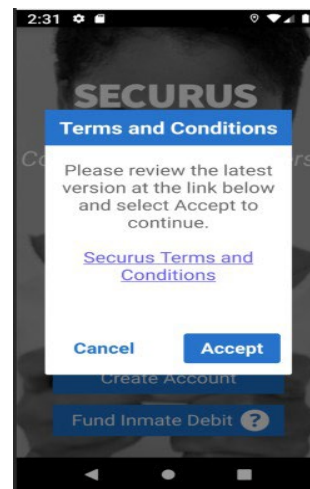 2:31
SECURUS
Terms and Conditions
Please review the latest
version at the link below
and select Accept to
continue.
Securus Terms and
Conditions
Cancel
Accept
Create Account
Fund Inmate Debit ?